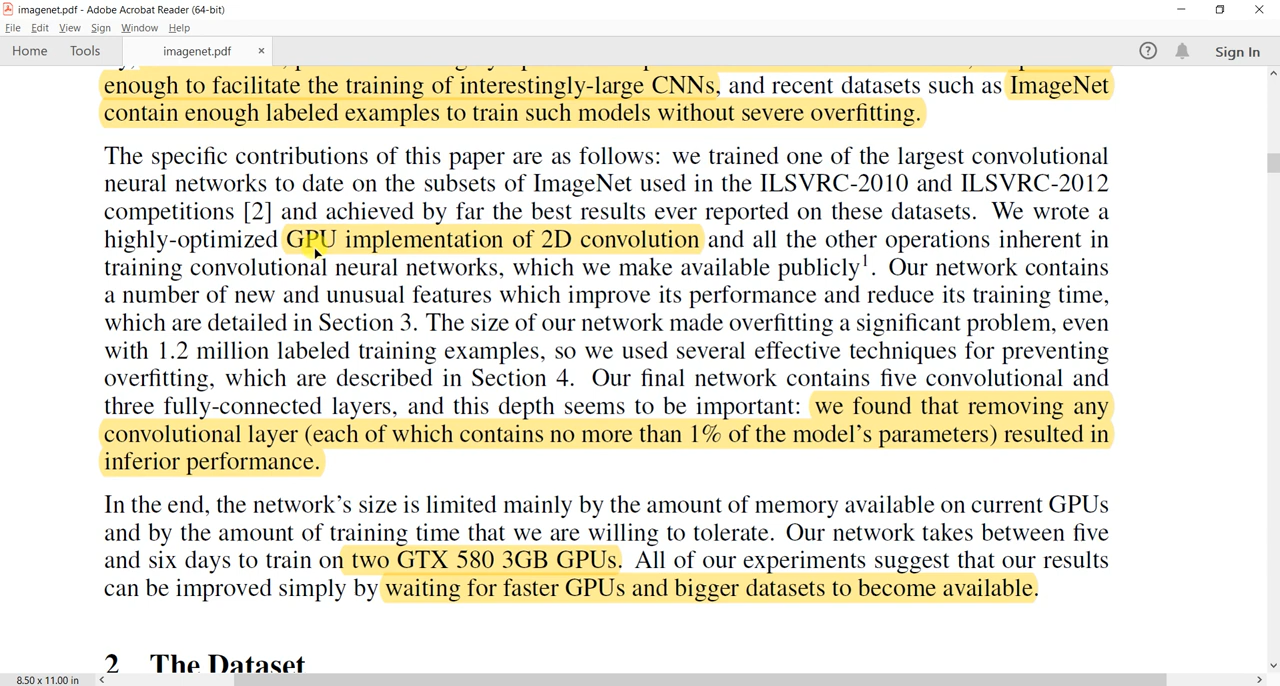 imagenet.pdf - Adobe Acrobat Reader (64-bit)
File Edit View Sign Window Help
Home Tools imagenet.pdf × ? Sign In
enough to facilitate the training of interestingly-large CNNs, and recent datasets such as ImageNet
contain enough labeled examples to train such models without severe overfitting.
The specific contributions of this paper are as follows: we trained one of the largest convolutional
neural networks to date on the subsets of ImageNet used in the ILSVRC-2010 and ILSVRC-2012
competitions [2] and achieved by far the best results ever reported on these datasets. We wrote a
highly-optimized GPU implementation of 2D convolution and all the other operations inherent in
training convolutional neural networks, which we make available publicly1. Our network contains
a number of new and unusual features which improve its performance and reduce its training time,
which are detailed in Section 3. The size of our network made overfitting a significant problem, even
with 1.2 million labeled training examples, so we used several effective techniques for preventing
overfitting, which are described in Section 4. Our final network contains five convolutional and
three fully-connected layers, and this depth seems to be important: we found that removing any
convolutional layer (each of which contains no more than 1% of the model's parameters) resulted in
inferior performance.
In the end, the network's size is limited mainly by the amount of memory available on current GPUs
and by the amount of training time that we are willing to tolerate. Our network takes between five
and six days to train on two GTX 580 3GB GPUs. All of our experiments suggest that our results
can be improved simply by waiting for faster GPUs and bigger datasets to become available.
2 The Dataset
8.50 x 11.00 in